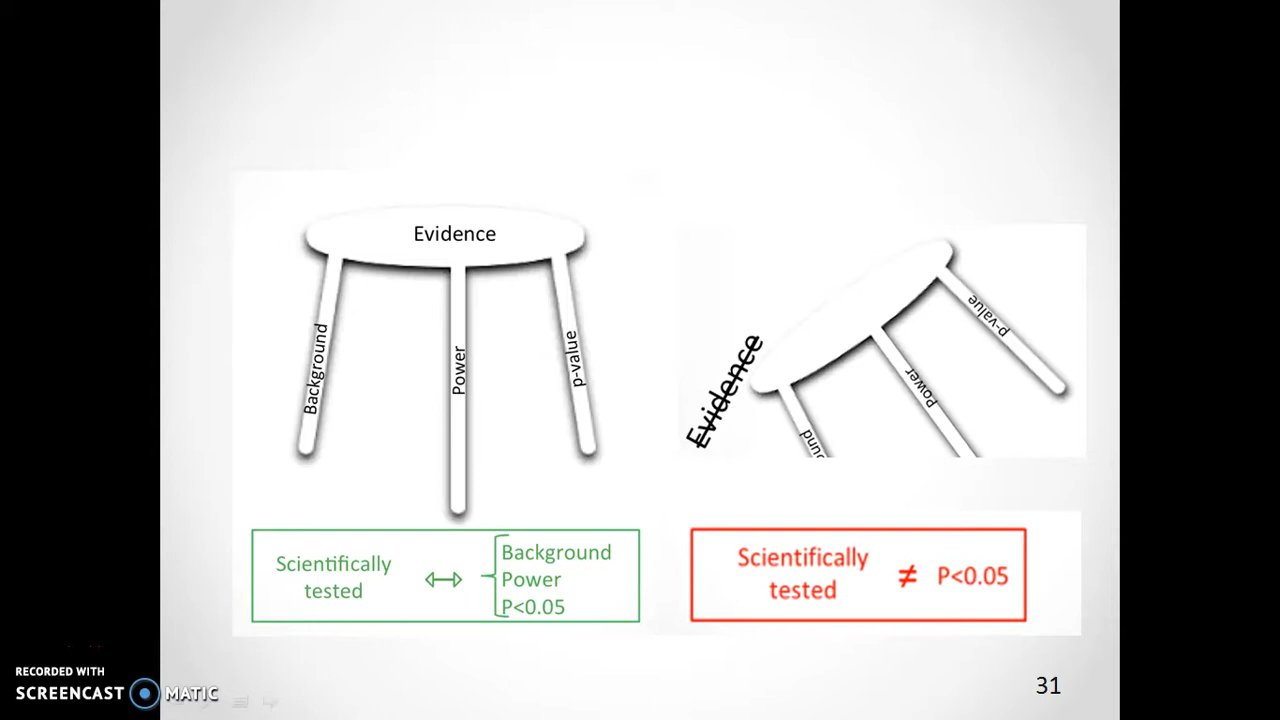 Evidence
Background
Power
p-value
Evidence
ound
Power
p-value
Scientifically
tested
↔
Background
Power
P<0.05
Scientifically
tested
≠
P<0.05
RECORDED WITH
SCREENCAST MATIC
31